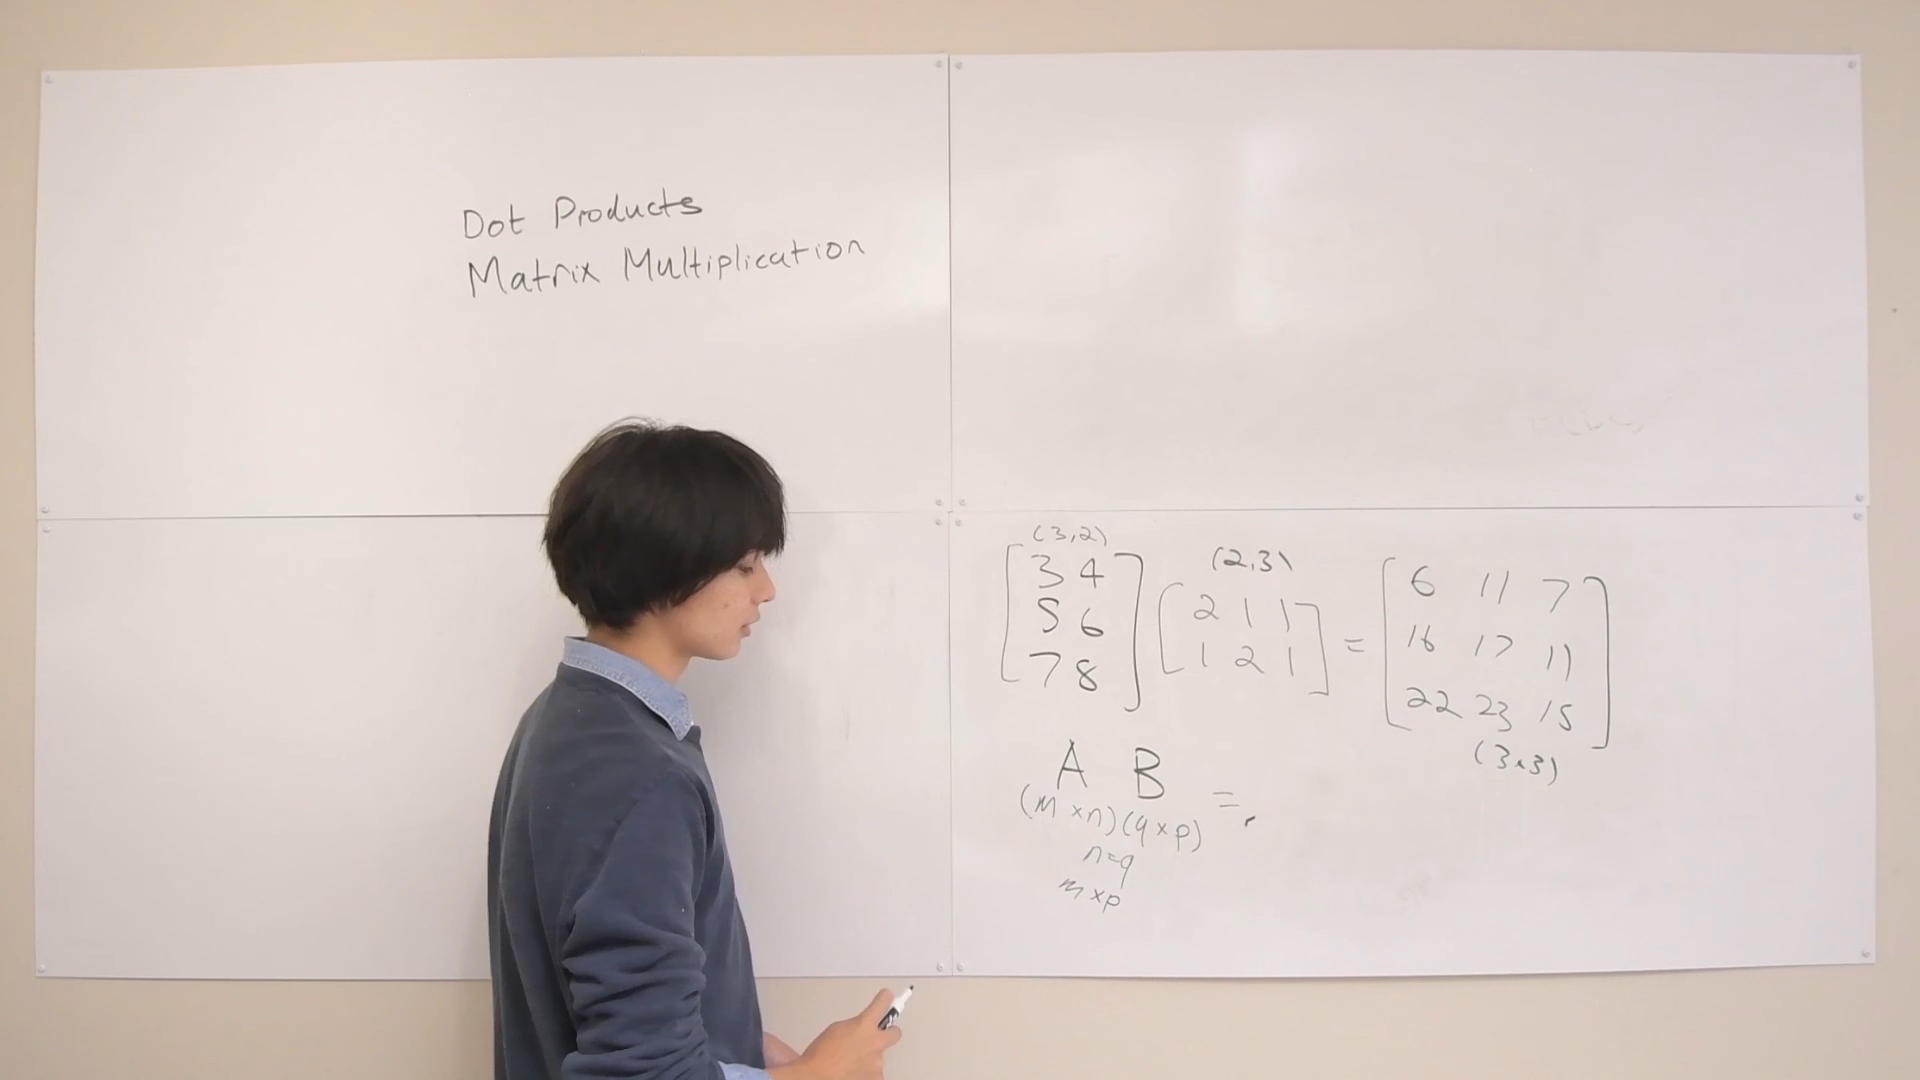 Dot Products
Matrix Multiplication
(3,2)
(2,3)
3 4
5 6
7 8
2 1 1
1 2 1
=
6 11 7
16 17 11
22 23 15
(3x3)
A B =
(m x n) (q x p)
n=q
m x p